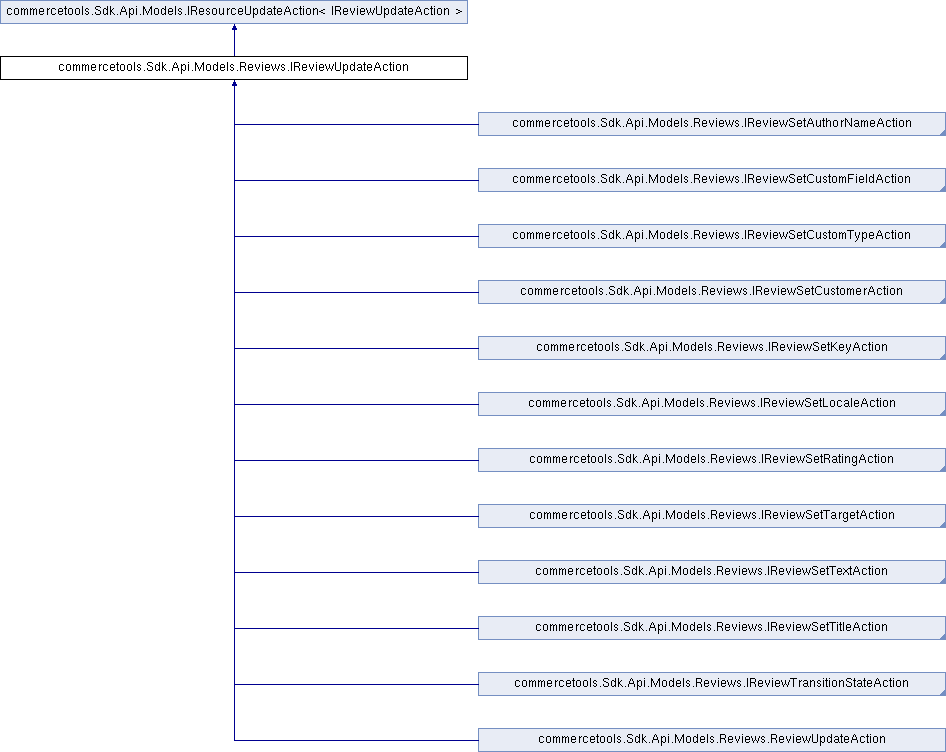 commercetools.Sdk.Api.Models.IResourceUpdateAction< IReviewUpdateAction >
commercetools.Sdk.Api.Models.Reviews.IReviewUpdateAction
commercetools.Sdk.Api.Models.Reviews.IReviewSetAuthorNameAction
commercetools.Sdk.Api.Models.Reviews.IReviewSetCustomFieldAction
commercetools.Sdk.Api.Models.Reviews.IReviewSetCustomTypeAction
commercetools.Sdk.Api.Models.Reviews.IReviewSetCustomerAction
commercetools.Sdk.Api.Models.Reviews.IReviewSetKeyAction
commercetools.Sdk.Api.Models.Reviews.IReviewSetLocaleAction
commercetools.Sdk.Api.Models.Reviews.IReviewSetRatingAction
commercetools.Sdk.Api.Models.Reviews.IReviewSetTargetAction
commercetools.Sdk.Api.Models.Reviews.IReviewSetTextAction
commercetools.Sdk.Api.Models.Reviews.IReviewSetTitleAction
commercetools.Sdk.Api.Models.Reviews.IReviewTransitionStateAction
commercetools.Sdk.Api.Models.Reviews.ReviewUpdateAction